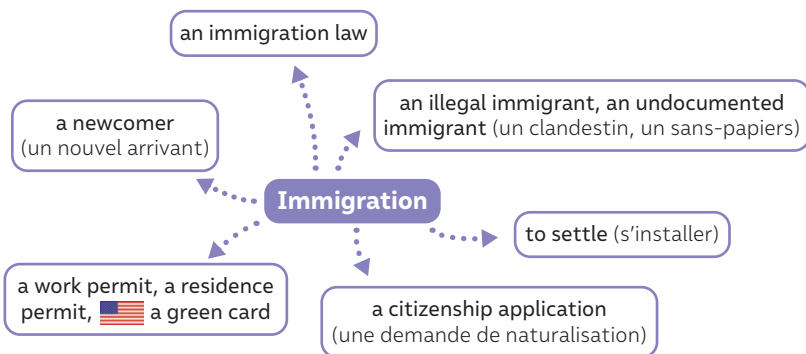 an immigration law
an illegal immigrant, an undocumented
immigrant (un clandestin, un sans-papiers)
a newcomer
(un nouvel arrivant)
Immigration
to settle (s’installer)
a work permit, a residence
permit, a green card
a citizenship application
(une demande de naturalisation)